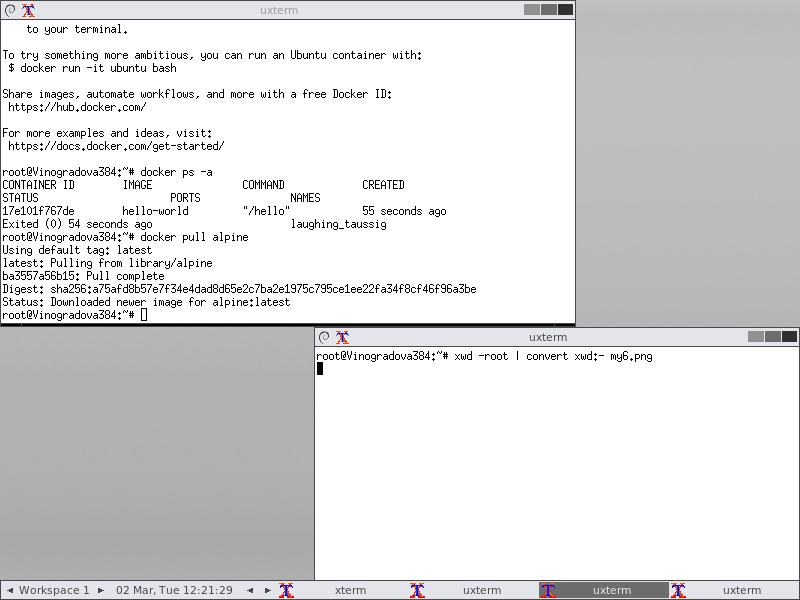 uxterm
to your terminal.
To try something more ambitious, you can run an Ubuntu container with:
$ docker run -it ubuntu bash
Share images, automate workflows, and more with a free Docker ID:
https://hub.docker.com/
For more examples and ideas, visit:
https://docs.docker.com/get-started/
root@Vinogradova384:~# docker ps -a
CONTAINER ID IMAGE COMMAND CREATED
STATUS PORTS NAMES
17e101f767de hello-world "/hello" 55 seconds ago
Exited (0) 54 seconds ago laughing_taussig
root@Vinogradova384:~# docker pull alpine
Using default tag: latest
latest: Pulling from library/alpine
ba3557a56b15: Pull complete
Digest: sha256:a75afd8b57e7f34e4dad8d65e2c7ba2e1975c795ce1ee22fa34f8cf46f96a3be
Status: Downloaded newer image for alpine:latest
root@Vinogradova384:~#
uxterm
root@Vinogradova384:~# xwd -root | convert xwd:- my6.png
Workspace 1 02 Mar, Tue 12:21:29 xterm uxterm uxterm uxterm